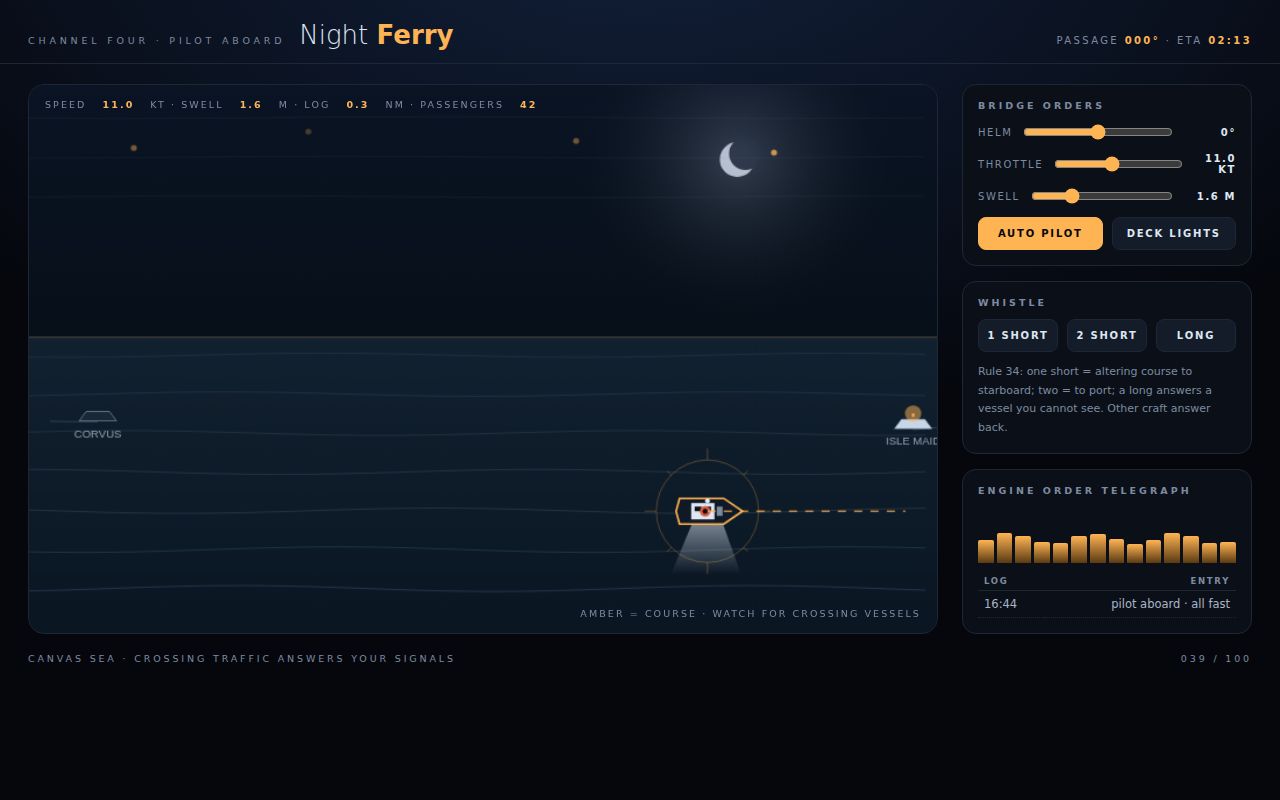 CHANNEL FOUR · PILOT ABOARD Night Ferry PASSAGE 000° · ETA 02:13
SPEED 11.0 KT · SWELL 1.6 M · LOG 0.3 NM · PASSENGERS 42
CORVUS
ISLE MAID
AMBER = COURSE · WATCH FOR CROSSING VESSELS
BRIDGE ORDERS
HELM 0°
THROTTLE 11.0 KT
SWELL 1.6 M
AUTO PILOT DECK LIGHTS
WHISTLE
1 SHORT 2 SHORT LONG
Rule 34: one short = altering course to
starboard; two = to port; a long answers a
vessel you cannot see. Other craft answer
back.
ENGINE ORDER TELEGRAPH
LOG ENTRY
16:44 pilot aboard · all fast
CANVAS SEA · CROSSING TRAFFIC ANSWERS YOUR SIGNALS 039 / 100